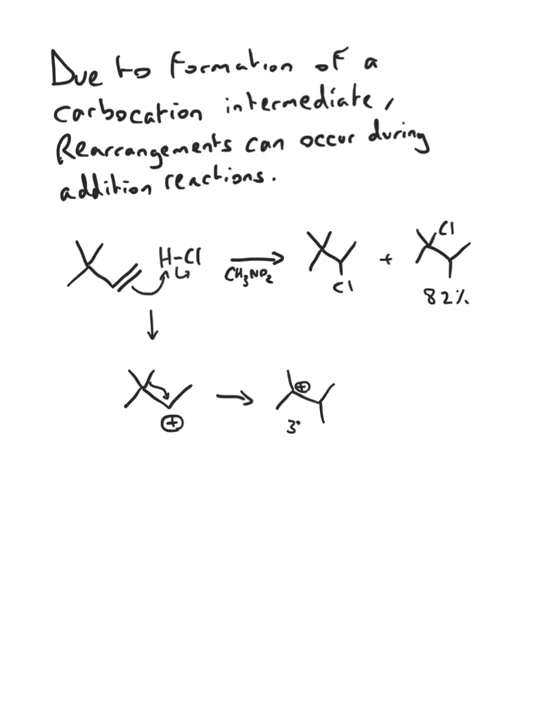 Due to formation of a
carbocation intermediate,
Rearrangements can occur during
addition reactions.
H-Cl CH₃NO₂ Cl + Cl
82%
⊕ ⊕
3°